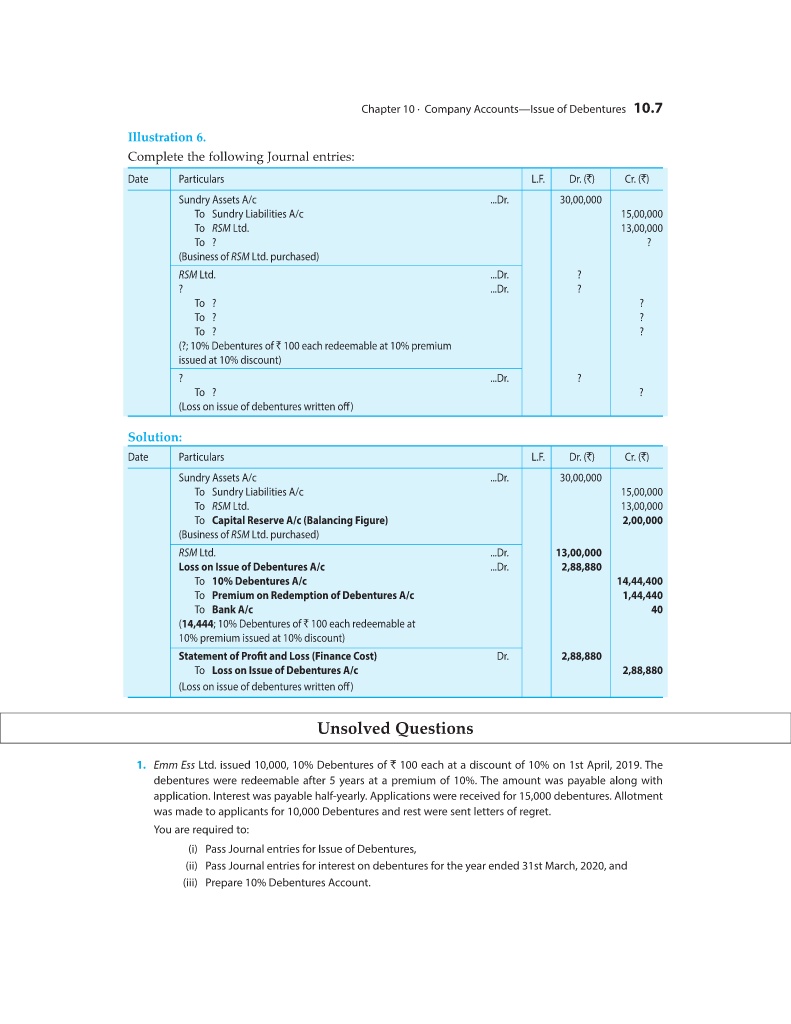 Chapter 10 · Company Accounts—Issue of Debentures 10.7
Illustration 6.
Complete the following Journal entries:
Date Particulars L.F. Dr. (₹) Cr. (₹)
Sundry Assets A/c ...Dr. 30,00,000
To Sundry Liabilities A/c 15,00,000
To RSM Ltd. 13,00,000
To ? ?
(Business of RSM Ltd. purchased)
RSM Ltd. ...Dr. ?
? ...Dr. ?
To ? ?
To ? ?
To ? ?
(?; 10% Debentures of ₹ 100 each redeemable at 10% premium
issued at 10% discount)
? ...Dr. ?
To ? ?
(Loss on issue of debentures written off)
Solution:
Date Particulars L.F. Dr. (₹) Cr. (₹)
Sundry Assets A/c ...Dr. 30,00,000
To Sundry Liabilities A/c 15,00,000
To RSM Ltd. 13,00,000
To Capital Reserve A/c (Balancing Figure) 2,00,000
(Business of RSM Ltd. purchased)
RSM Ltd. ...Dr. 13,00,000
Loss on Issue of Debentures A/c ...Dr. 2,88,880
To 10% Debentures A/c 14,44,400
To Premium on Redemption of Debentures A/c 1,44,440
To Bank A/c 40
(14,444; 10% Debentures of ₹ 100 each redeemable at
10% premium issued at 10% discount)
Statement of Profit and Loss (Finance Cost) Dr. 2,88,880
To Loss on Issue of Debentures A/c 2,88,880
(Loss on issue of debentures written off)
Unsolved Questions
1. Emm Ess Ltd. issued 10,000, 10% Debentures of ₹ 100 each at a discount of 10% on 1st April, 2019. The
debentures were redeemable after 5 years at a premium of 10%. The amount was payable along with
application. Interest was payable half-yearly. Applications were received for 15,000 debentures. Allotment
was made to applicants for 10,000 Debentures and rest were sent letters of regret.
You are required to:
(i) Pass Journal entries for Issue of Debentures,
(ii) Pass Journal entries for interest on debentures for the year ended 31st March, 2020, and
(iii) Prepare 10% Debentures Account.